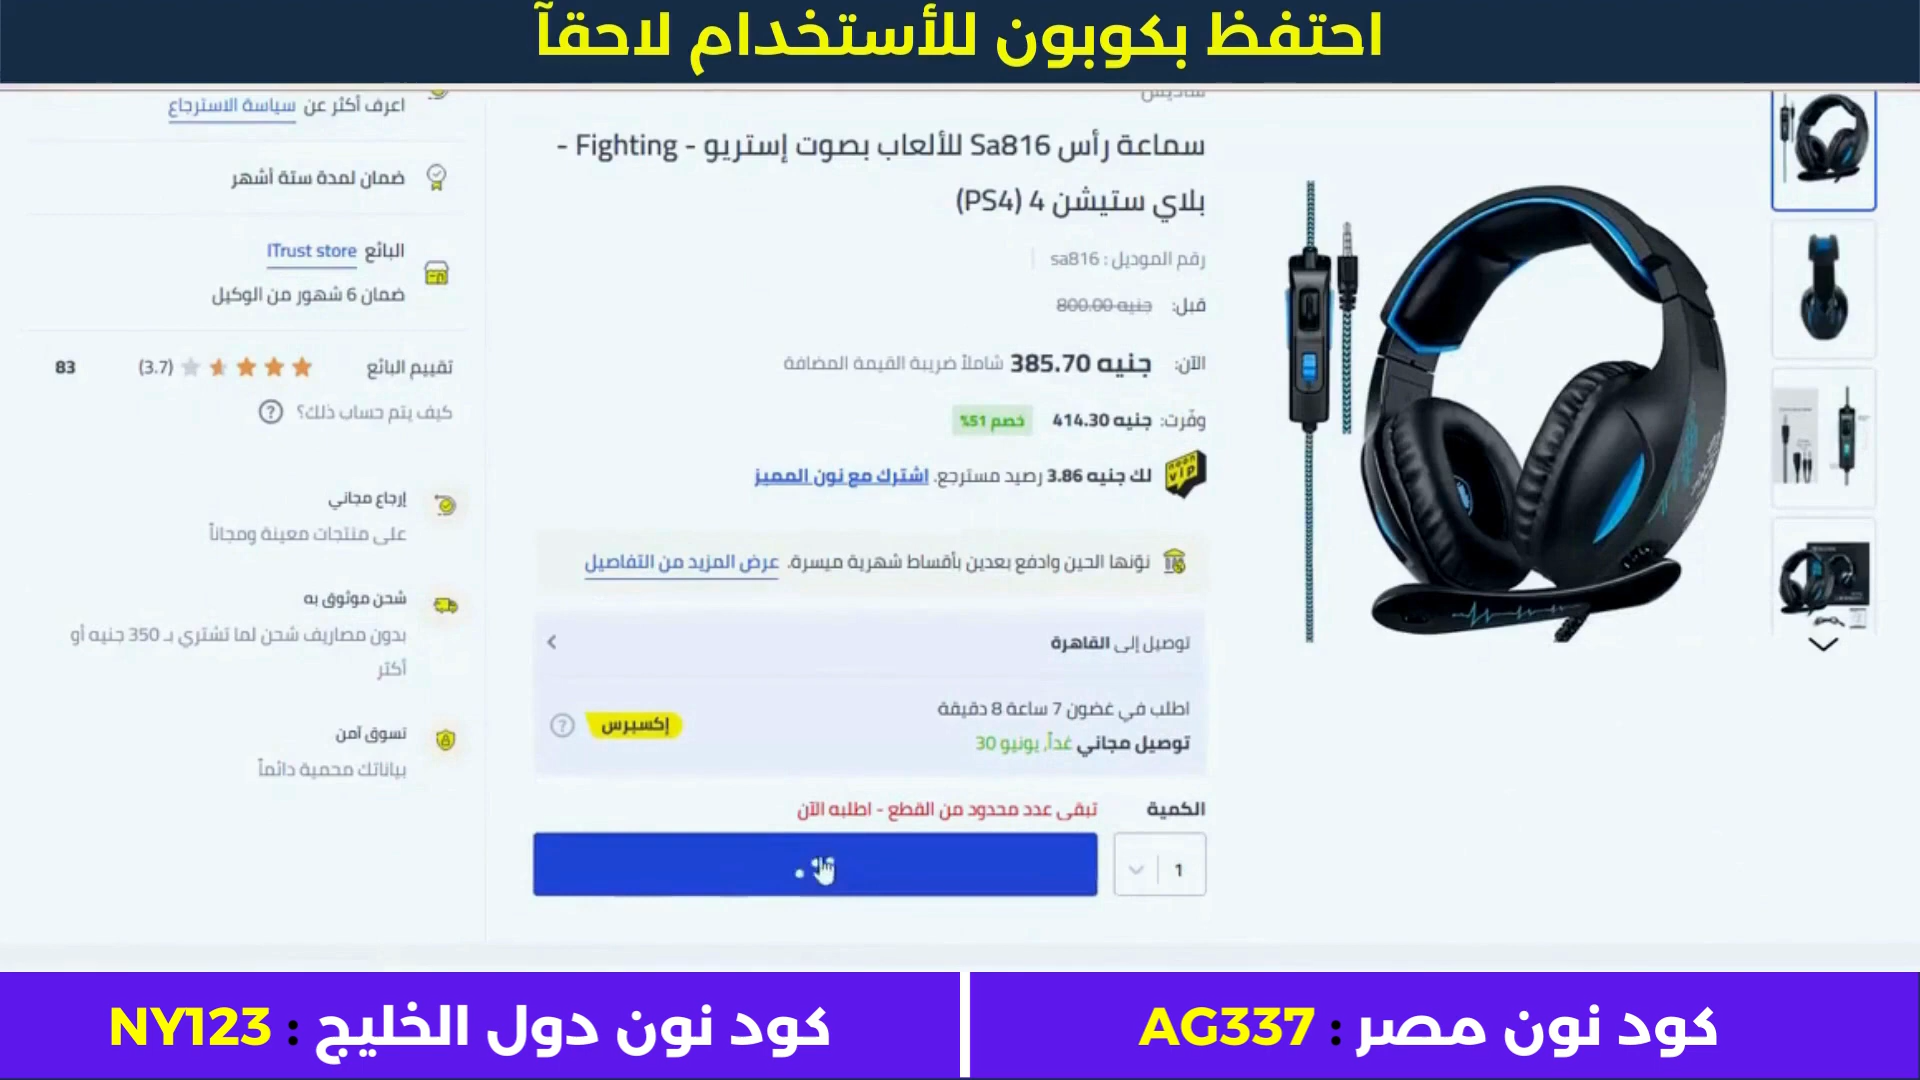 احتفظ بكوبون للأستخدام لاحقآ
سماعة رأس Sa816 للألعاب بصوت إستريو - Fighting -
بلاي ستيشن 4 (PS4)
رقم الموديل : sa816
قبل: جنيه 800.00
الآن: جنيه 385.70 شاملاً ضريبة القيمة المضافة
وفّرت: جنيه 414.30 خصم 51%
noon vip
لك جنيه 3.86 رصيد مسترجع. اشترك مع نون المميز
نوّنها الحين وادفع بعدين بأقساط شهرية ميسرة. عرض المزيد من التفاصيل
توصيل إلى القاهرة
اطلب في غضون 7 ساعة 8 دقيقة
توصيل مجاني غداً, يونيو 30
إكسبرس
الكمية
تبقى عدد محدود من القطع - اطلبه الآن
1
اعرف أكثر عن سياسة الاسترجاع
ضمان لمدة ستة أشهر
البائع ITrust store
ضمان 6 شهور من الوكيل
تقييم البائع (3.7) 83
كيف يتم حساب ذلك؟
إرجاع مجاني
على منتجات معينة ومجاناً
شحن موثوق به
بدون مصاريف شحن لما تشتري بـ 350 جنيه أو
أكثر
تسوق آمن
بياناتك محمية دائماً
كود نون مصر : AG337
كود نون دول الخليج : NY123